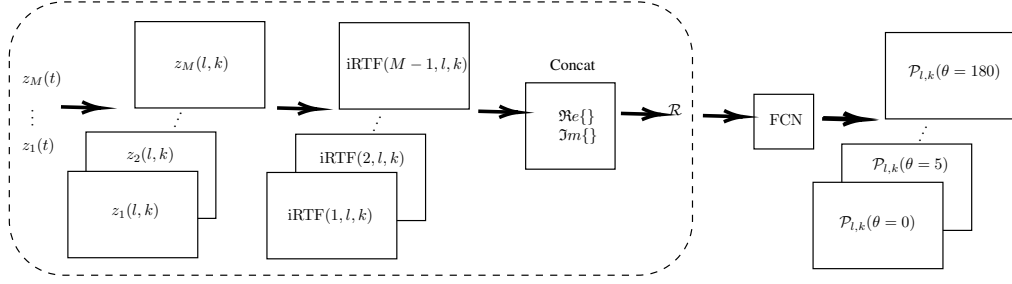 z_M(t)
⋮
z_1(t)
z_M(l, k)
⋰
z_2(l, k)
z_1(l, k)
iRTF(M − 1, l, k)
⋰
iRTF(2, l, k)
iRTF(1, l, k)
Concat
ℜe{}
ℑm{}
ℛ
FCN
𝒫_{l,k}(θ = 180)
⋰
𝒫_{l,k}(θ = 5)
𝒫_{l,k}(θ = 0)